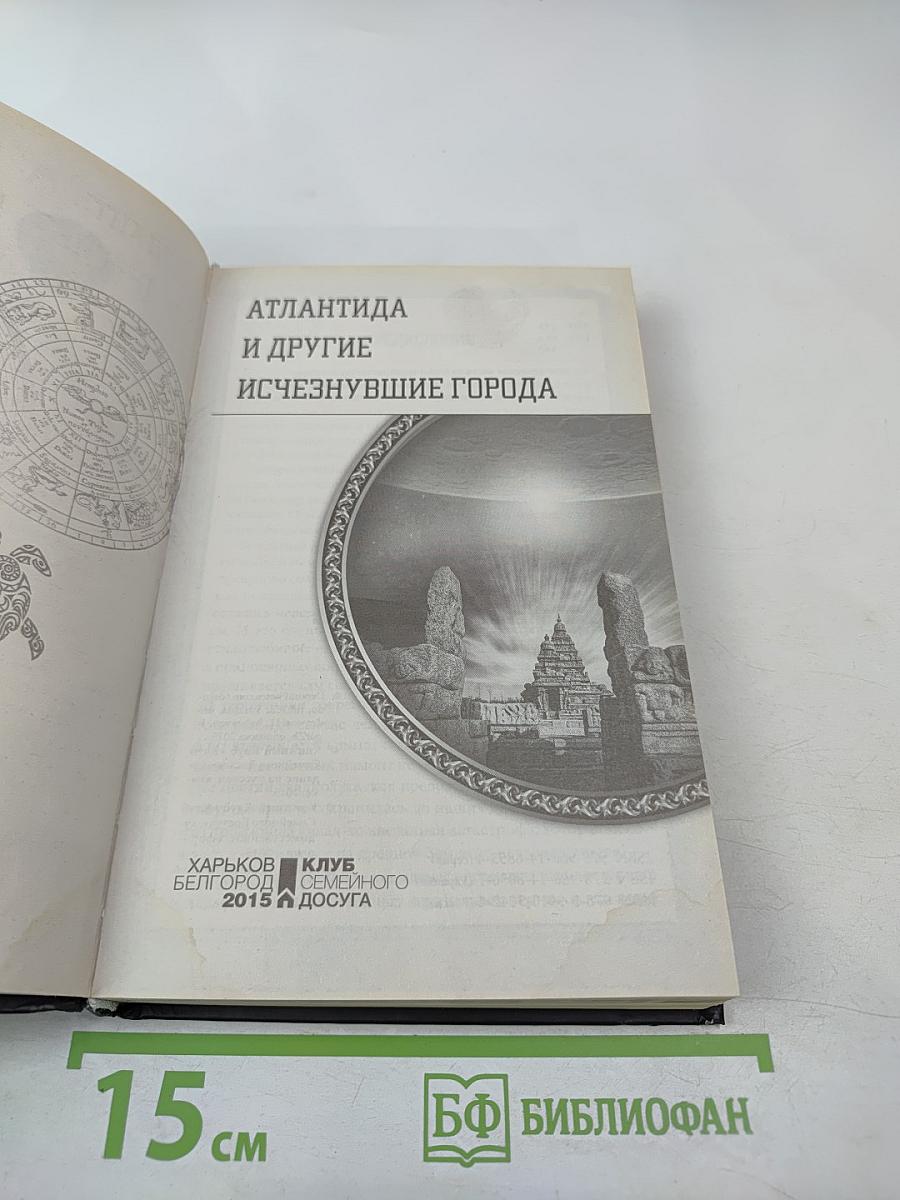 АТЛАНТИДА
И ДРУГИЕ
ИСЧЕЗНУВШИЕ ГОРОДА
ХАРЬКОВ
БЕЛГОРОД
2015
КЛУБ
СЕМЕЙНОГО
ДОСУГА
15 см
БФ БИБЛИОФАН